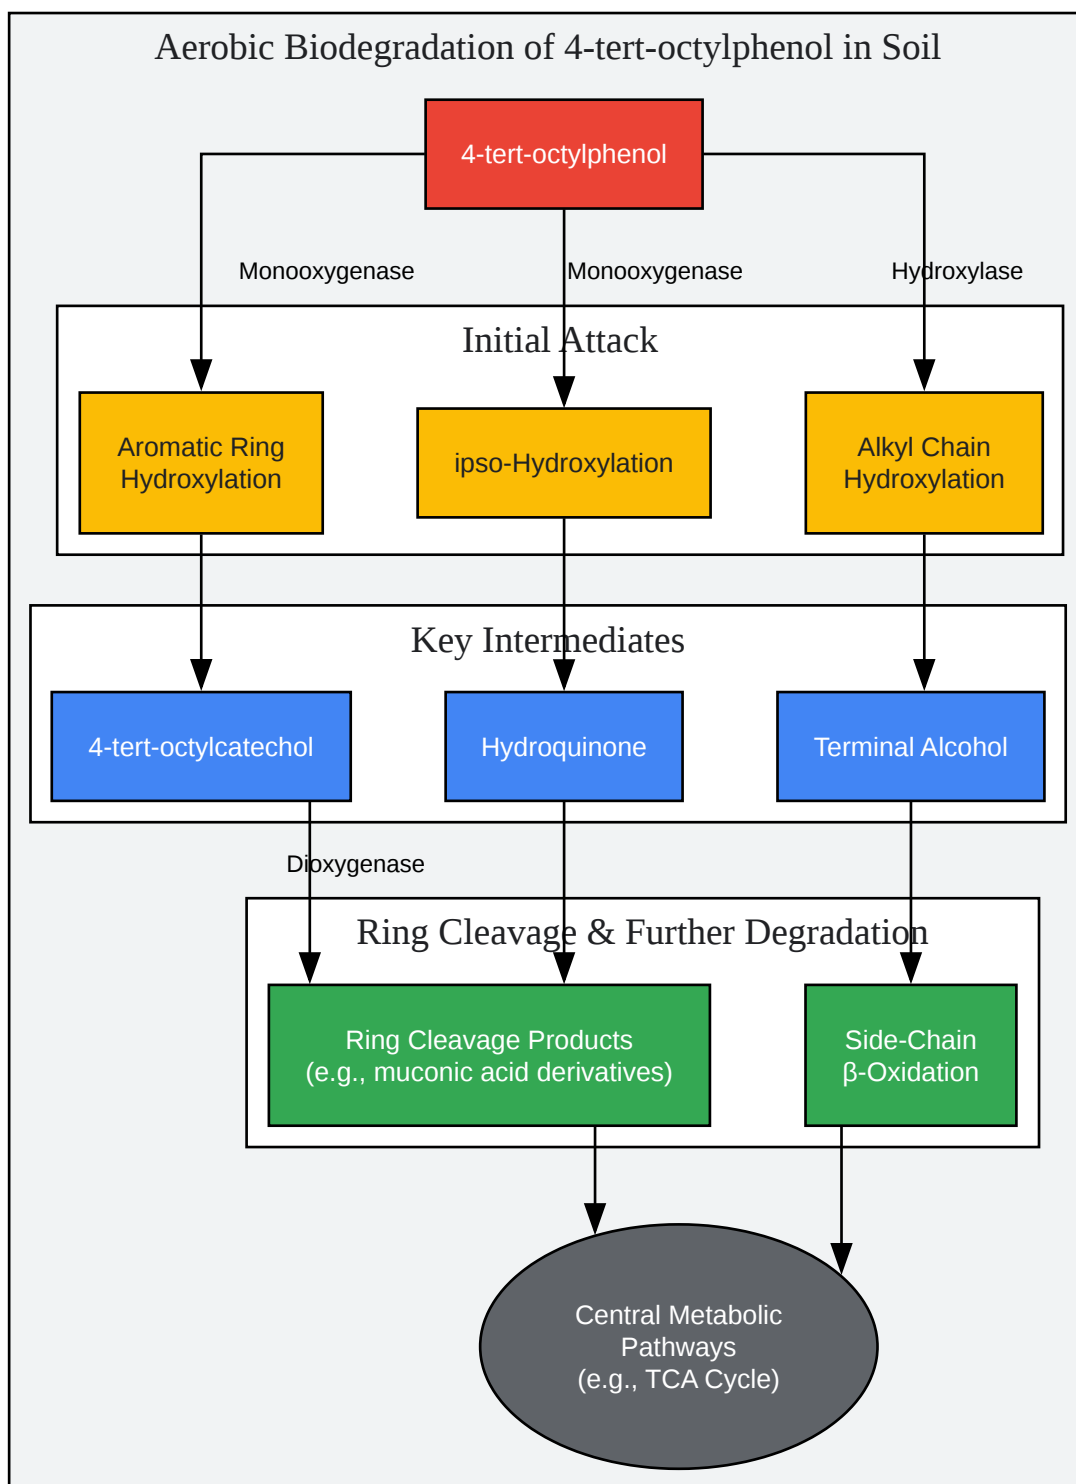 Aerobic Biodegradation of 4-tert-octylphenol in Soil
4-tert-octylphenol
Monooxygenase
Monooxygenase
Hydroxylase
Initial Attack
Aromatic Ring
Hydroxylation
ipso-Hydroxylation
Alkyl Chain
Hydroxylation
Key Intermediates
4-tert-octylcatechol
Hydroquinone
Terminal Alcohol
Dioxygenase
Ring Cleavage & Further Degradation
Ring Cleavage Products
(e.g., muconic acid derivatives)
Side-Chain
β-Oxidation
Central Metabolic
Pathways
(e.g., TCA Cycle)